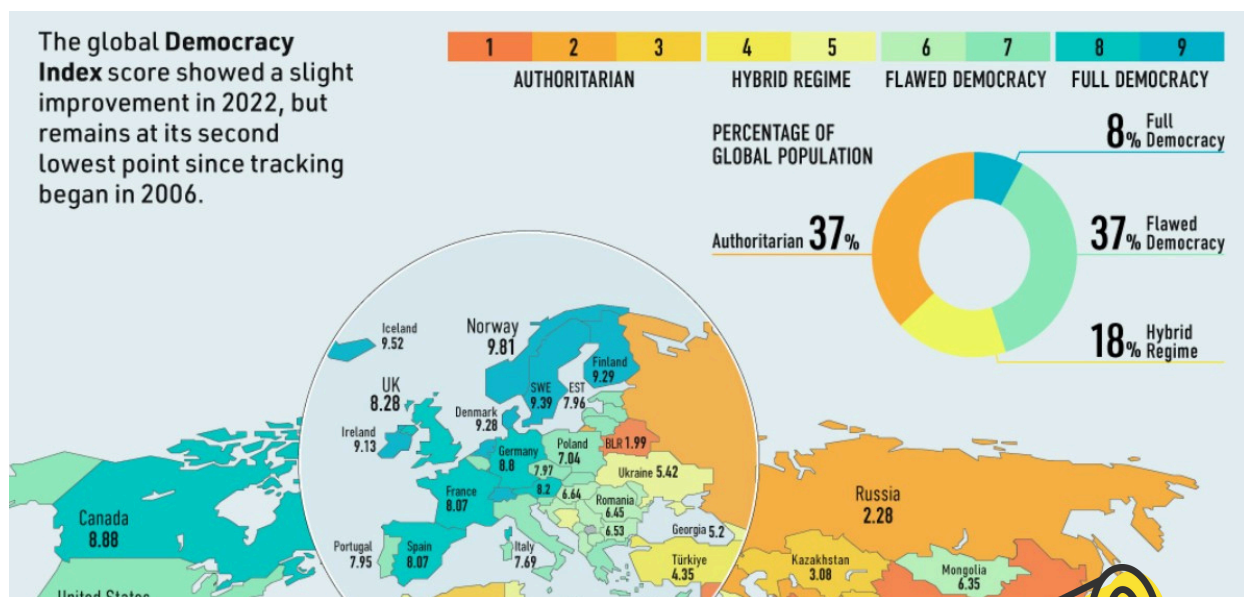 The global Democracy
Index score showed a slight
improvement in 2022, but
remains at its second
lowest point since tracking
began in 2006.
1 2 3 4 5 6 7 8 9
AUTHORITARIAN HYBRID REGIME FLAWED DEMOCRACY FULL DEMOCRACY
PERCENTAGE OF
GLOBAL POPULATION
8% Full
Democracy
Authoritarian 37%
37% Flawed
Democracy
18% Hybrid
Regime
Iceland
9.52
Norway
9.81
Finland
9.29
UK
8.28
SWE
9.39
EST
7.96
Denmark
9.28
Ireland
9.13
BLR 1.99
Poland
7.04
Germany
8.8
7.97
Ukraine 5.42
8.2
6.64
France
8.07
Romania
6.45
6.53
Georgia 5.2
Portugal
7.95
Spain
8.07
Italy
7.69
Türkiye
4.35
Canada
8.88
Russia
2.28
Kazakhstan
3.08
Mongolia
6.35
United States